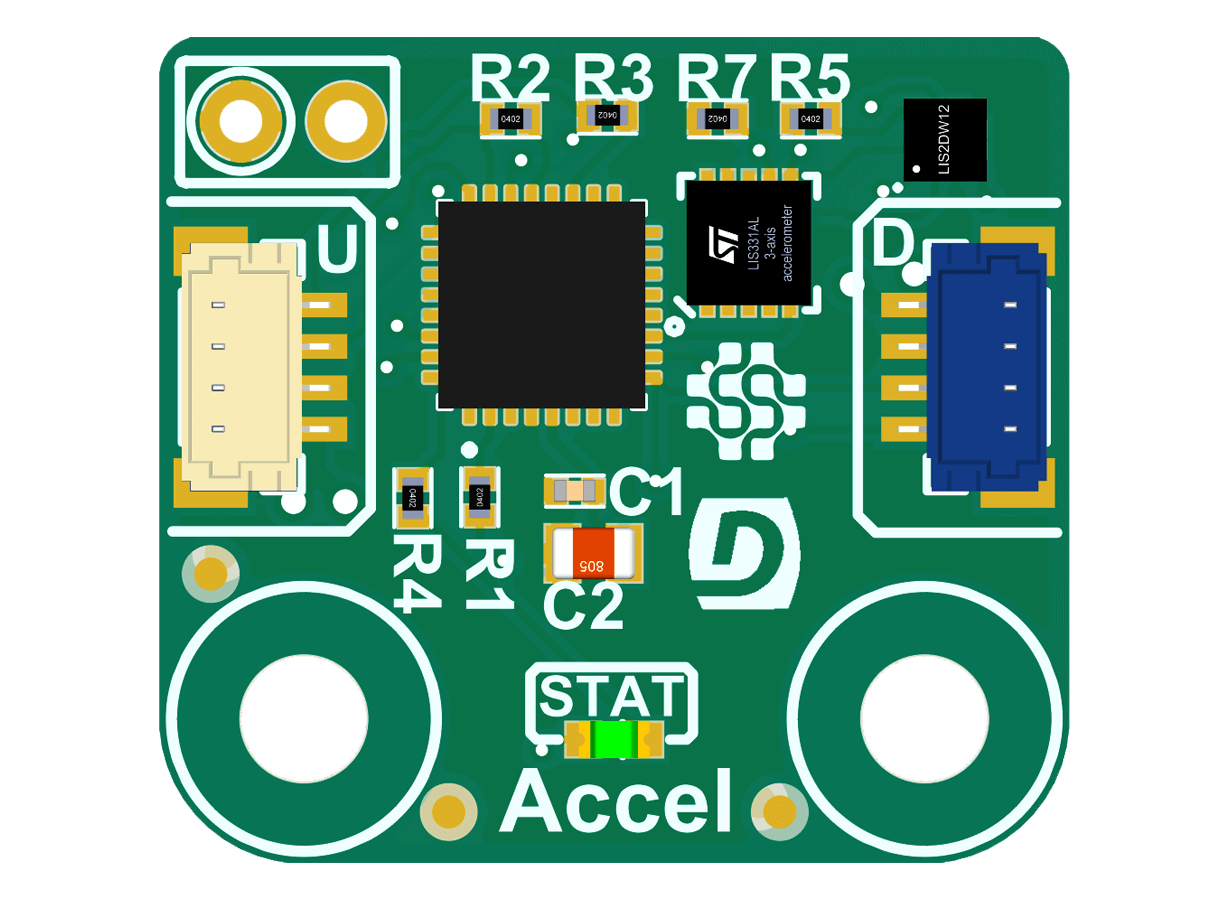 R2 R3 R7 R5
0402
0402
0402
0402
LIS2DW12
U
LIS331AL
3-axis
accelerometer
D
0402
0402
C1
R4
R1
805
C2
D
STAT
Accel